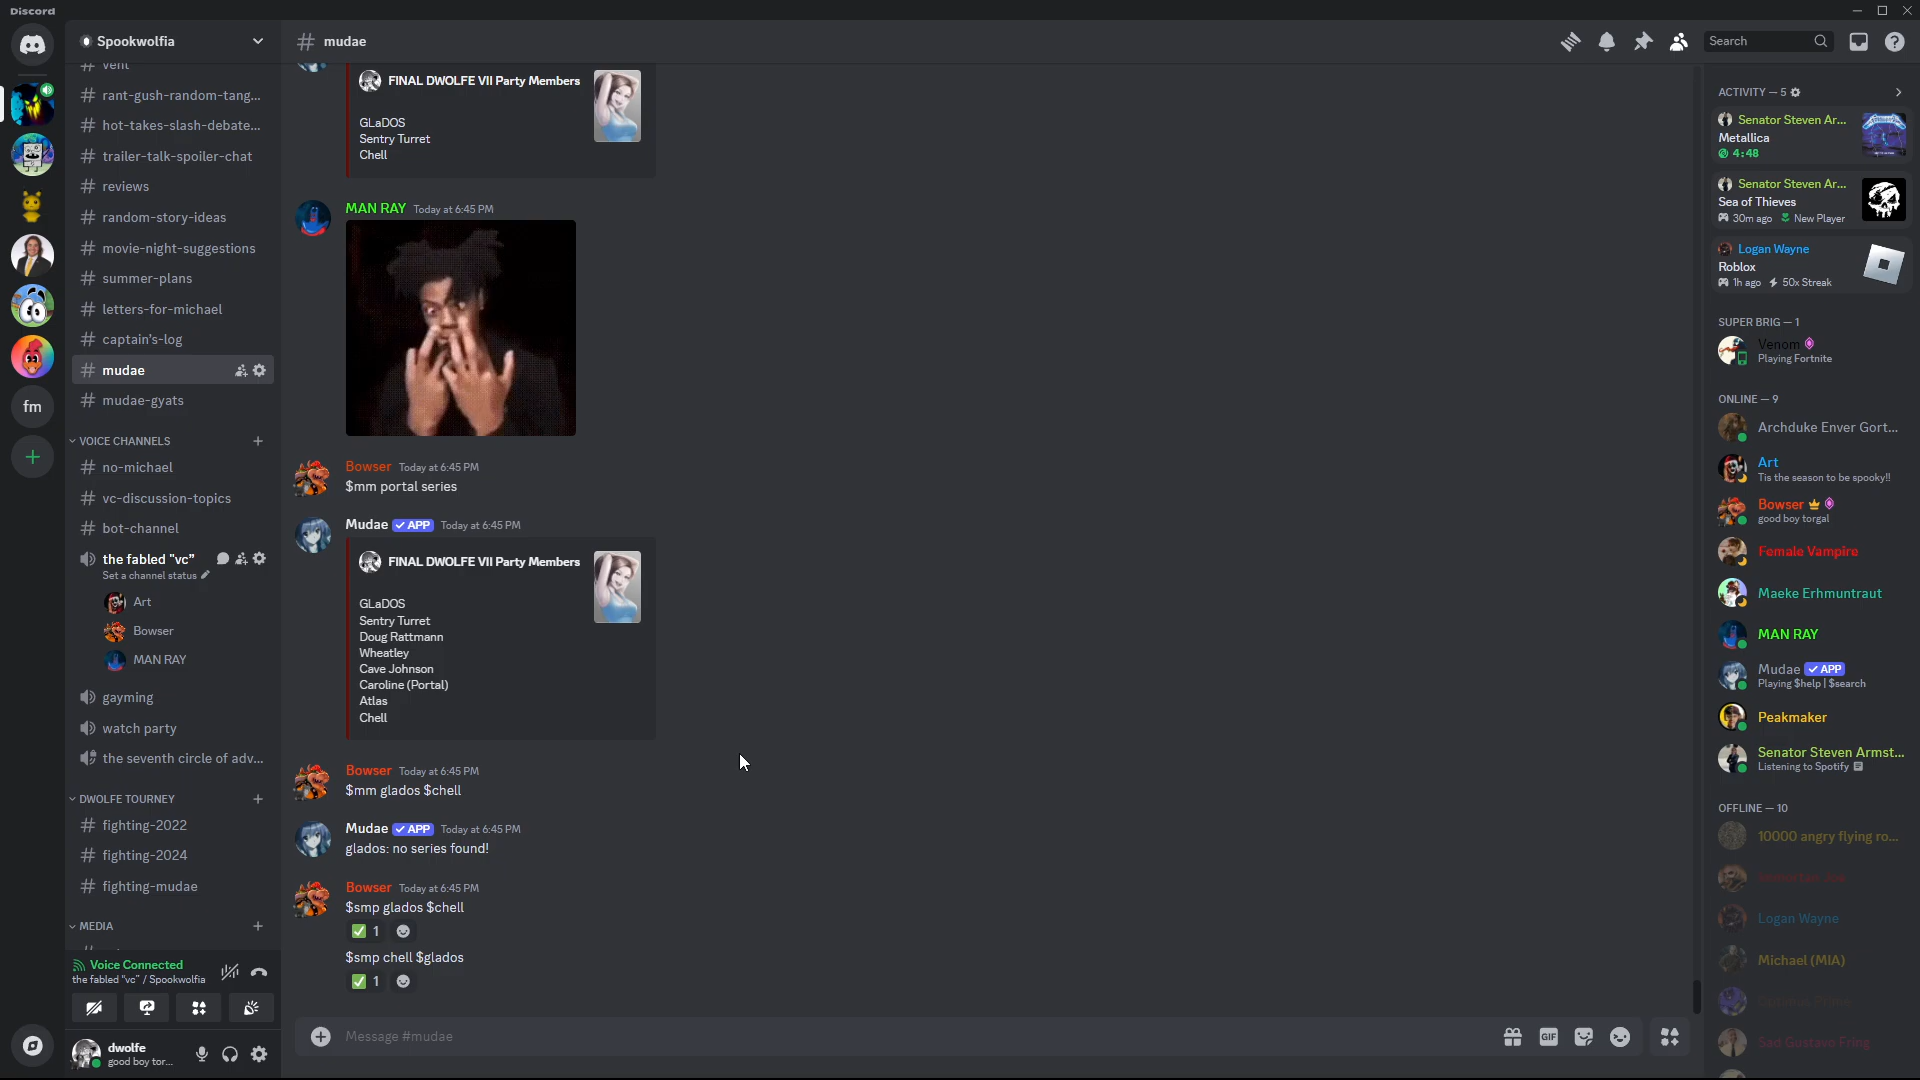 Discord
Spookwolfia
vent
rant-gush-random-tang...
hot-takes-slash-debate...
trailer-talk-spoiler-chat
reviews
random-story-ideas
movie-night-suggestions
summer-plans
letters-for-michael
captain's-log
mudae
mudae-gyats
VOICE CHANNELS
no-michael
vc-discussion-topics
bot-channel
the fabled "vc"
Set a channel status
Art
Bowser
MAN RAY
gayming
watch party
the seventh circle of adv...
DWOLFE TOURNEY
fighting-2022
fighting-2024
fighting-mudae
MEDIA
Voice Connected
the fabled "vc" / Spookwolfia
dwolfe
good boy tor...
fm
# mudae
Search
FINAL DWOLFE VII Party Members
GLaDOS
Sentry Turret
Chell
MAN RAY Today at 6:45 PM
Bowser Today at 6:45 PM
$mm portal series
Mudae ✓ APP Today at 6:45 PM
FINAL DWOLFE VII Party Members
GLaDOS
Sentry Turret
Doug Rattmann
Wheatley
Cave Johnson
Caroline (Portal)
Atlas
Chell
Bowser Today at 6:45 PM
$mm glados $chell
Mudae ✓ APP Today at 6:45 PM
glados: no series found!
Bowser Today at 6:45 PM
$smp glados $chell
1
$smp chell $glados
1
Message #mudae
GIF
ACTIVITY — 5
Senator Steven Ar...
Metallica
4:48
Senator Steven Ar...
Sea of Thieves
30m ago New Player
Logan Wayne
Roblox
1h ago 50x Streak
SUPER BRIG — 1
Venom
Playing Fortnite
ONLINE — 9
Archduke Enver Gort...
Art
Tis the season to be spooky!!
Bowser
good boy torgal
Female Vampire
Maeke Erhmuntraut
MAN RAY
Mudae ✓ APP
Playing $help | $search
Peakmaker
Senator Steven Armst...
Listening to Spotify
OFFLINE — 10
10000 angry flying ro...
Logan Wayne
Michael (MIA)
Sad Gustavo Fring